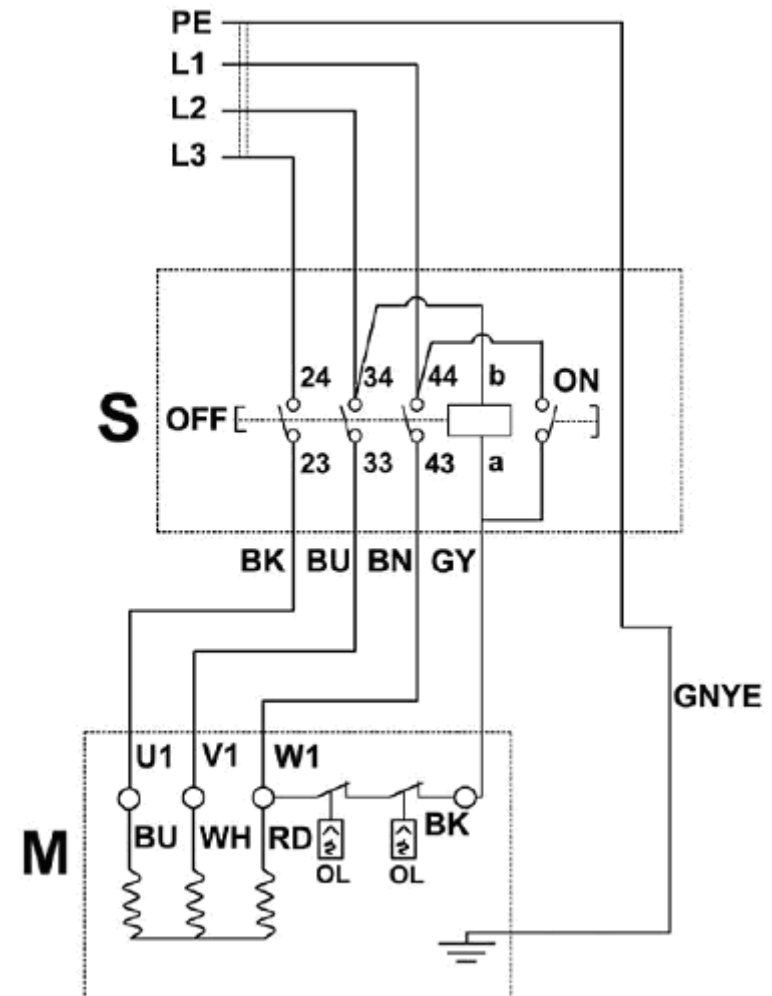 PE
L1
L2
L3
24 34 44 b ON
S OFF
23 33 43 a
BK BU BN GY
GNYE
U1 V1 W1
M BU WH RD BK
OL OL